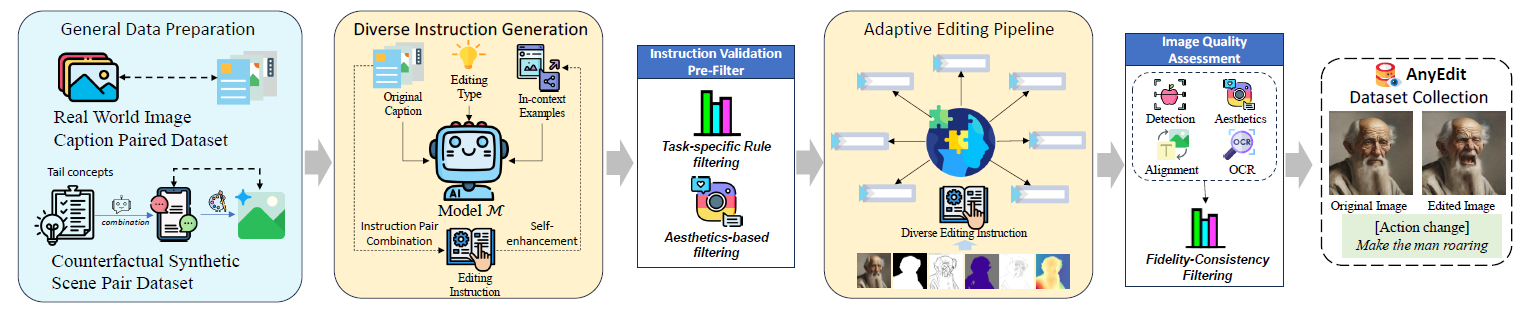 General Data Preparation
Real World Image
Caption Paired Dataset
Tail concepts
combination
Counterfactual Synthetic
Scene Pair Dataset
Diverse Instruction Generation
Original
Caption
Editing
Type
In-context
Examples
AI
Model M
Instruction Pair
Combination
Self-
enhancement
Editing
Instruction
Instruction Validation
Pre-Filter
Task-specific Rule
filtering
Aesthetics-based
filtering
Adaptive Editing Pipeline
Diverse Editing Instruction
Image Quality
Assessment
Detection
Aesthetics
T
Alignment
OCR
OCR
Fidelity-Consistency
Filtering
AnyEdit
Dataset Collection
Original Image
Edited Image
[Action change]
Make the man roaring